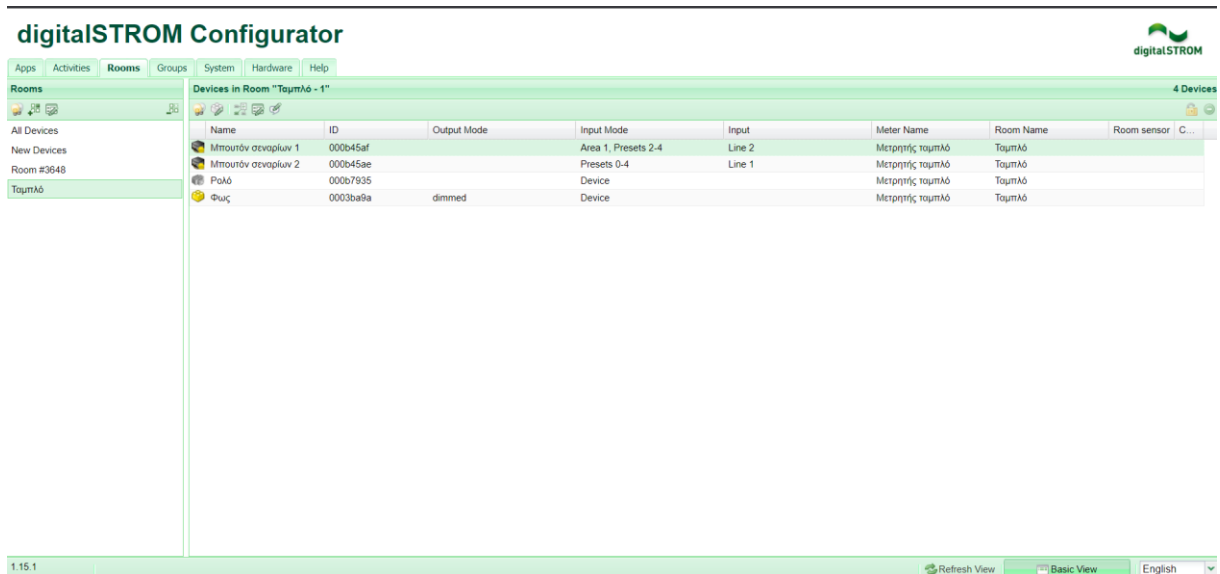 digitalSTROM Configurator
digitalSTROM
Apps Activities Rooms Groups System Hardware Help
Rooms
Devices in Room "Ταμπλό - 1"
4 Devices
All Devices
New Devices
Room #3648
Ταμπλό
Name ID Output Mode Input Mode Input Meter Name Room Name Room sensor C...
Μπουτόν σεναρίων 1 000b45af Area 1, Presets 2-4 Line 2 Μετρητής ταμπλό Ταμπλό
Μπουτόν σεναρίων 2 000b45ae Presets 0-4 Line 1 Μετρητής ταμπλό Ταμπλό
Ρολό 000b7935 Device Μετρητής ταμπλό Ταμπλό
Φως 0003ba9a dimmed Device Μετρητής ταμπλό Ταμπλό
1.15.1 Refresh View Basic View English